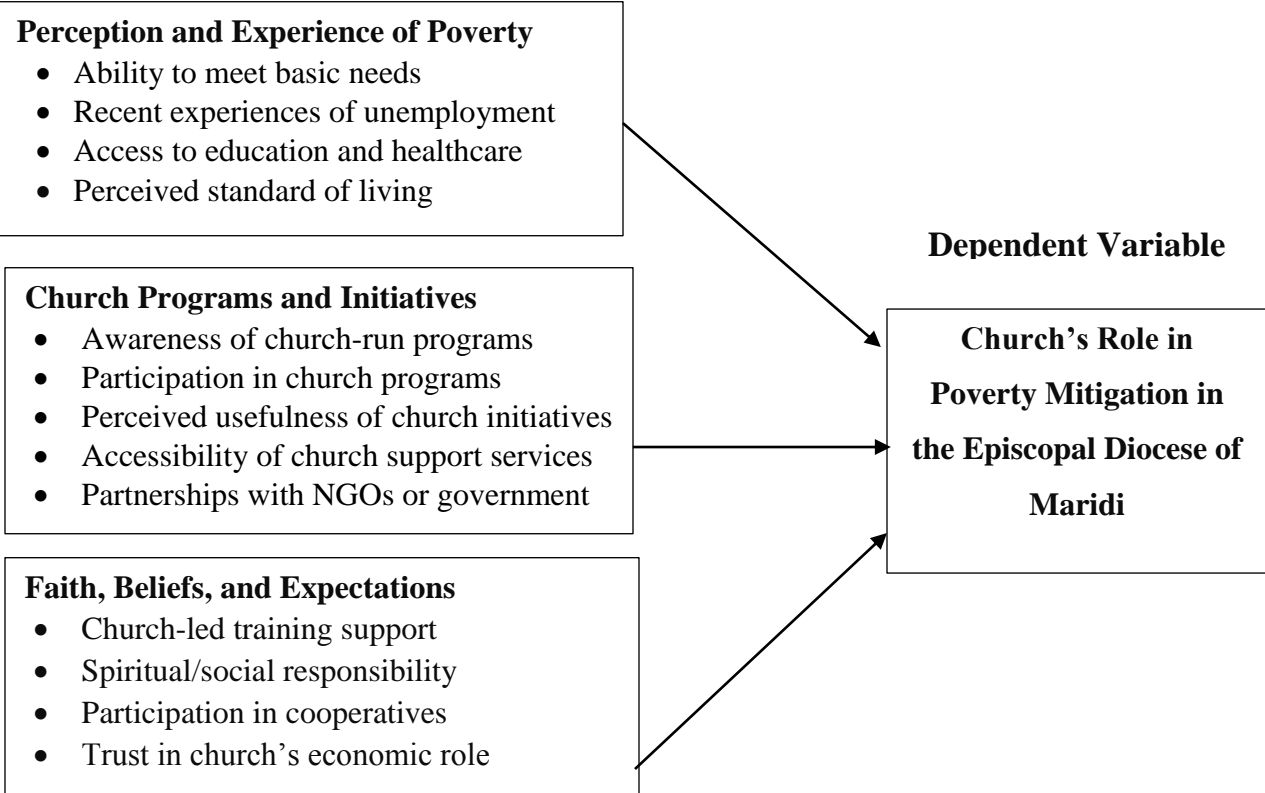 Perception and Experience of Poverty
• Ability to meet basic needs
• Recent experiences of unemployment
• Access to education and healthcare
• Perceived standard of living
Church Programs and Initiatives
• Awareness of church-run programs
• Participation in church programs
• Perceived usefulness of church initiatives
• Accessibility of church support services
• Partnerships with NGOs or government
Faith, Beliefs, and Expectations
• Church-led training support
• Spiritual/social responsibility
• Participation in cooperatives
• Trust in church’s economic role
Dependent Variable
Church’s Role in
Poverty Mitigation in
the Episcopal Diocese of
Maridi